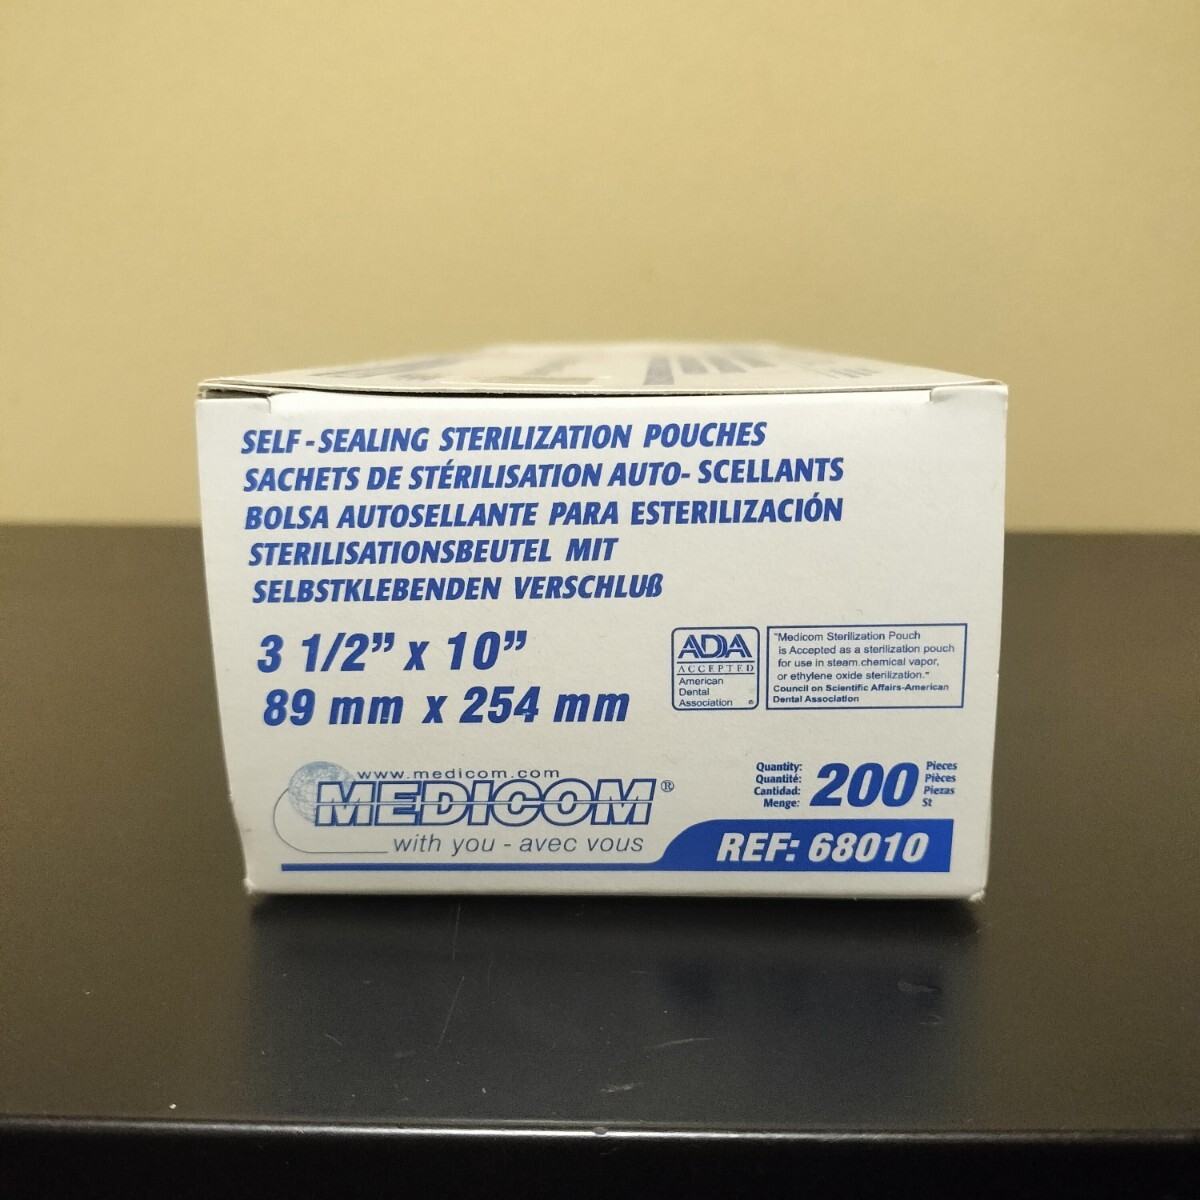 SELF-SEALING STERILIZATION POUCHES
SACHETS DE STÉRILISATION AUTO- SCELLANTS
BOLSA AUTOSELLANTE PARA ESTERILIZACIÓN
STERILISATIONSBEUTEL MIT
SELBSTKLEBENDEN VERSCHLUß
3 1/2” x 10”
89 mm x 254 mm
ADA
ACCEPTED
American
Dental
Association ®
"Medicom Sterilization Pouch
is Accepted as a sterilization pouch
for use in steam,chemical vapor,
or ethylene oxide sterilization."
Council on Scientific Affairs-American
Dental Association
www.medicom.com
MEDICOM®
with you - avec vous
Quantity:
Quantité:
Cantidad:
Menge:
200
Pieces
Pièces
Piezas
St
REF: 68010